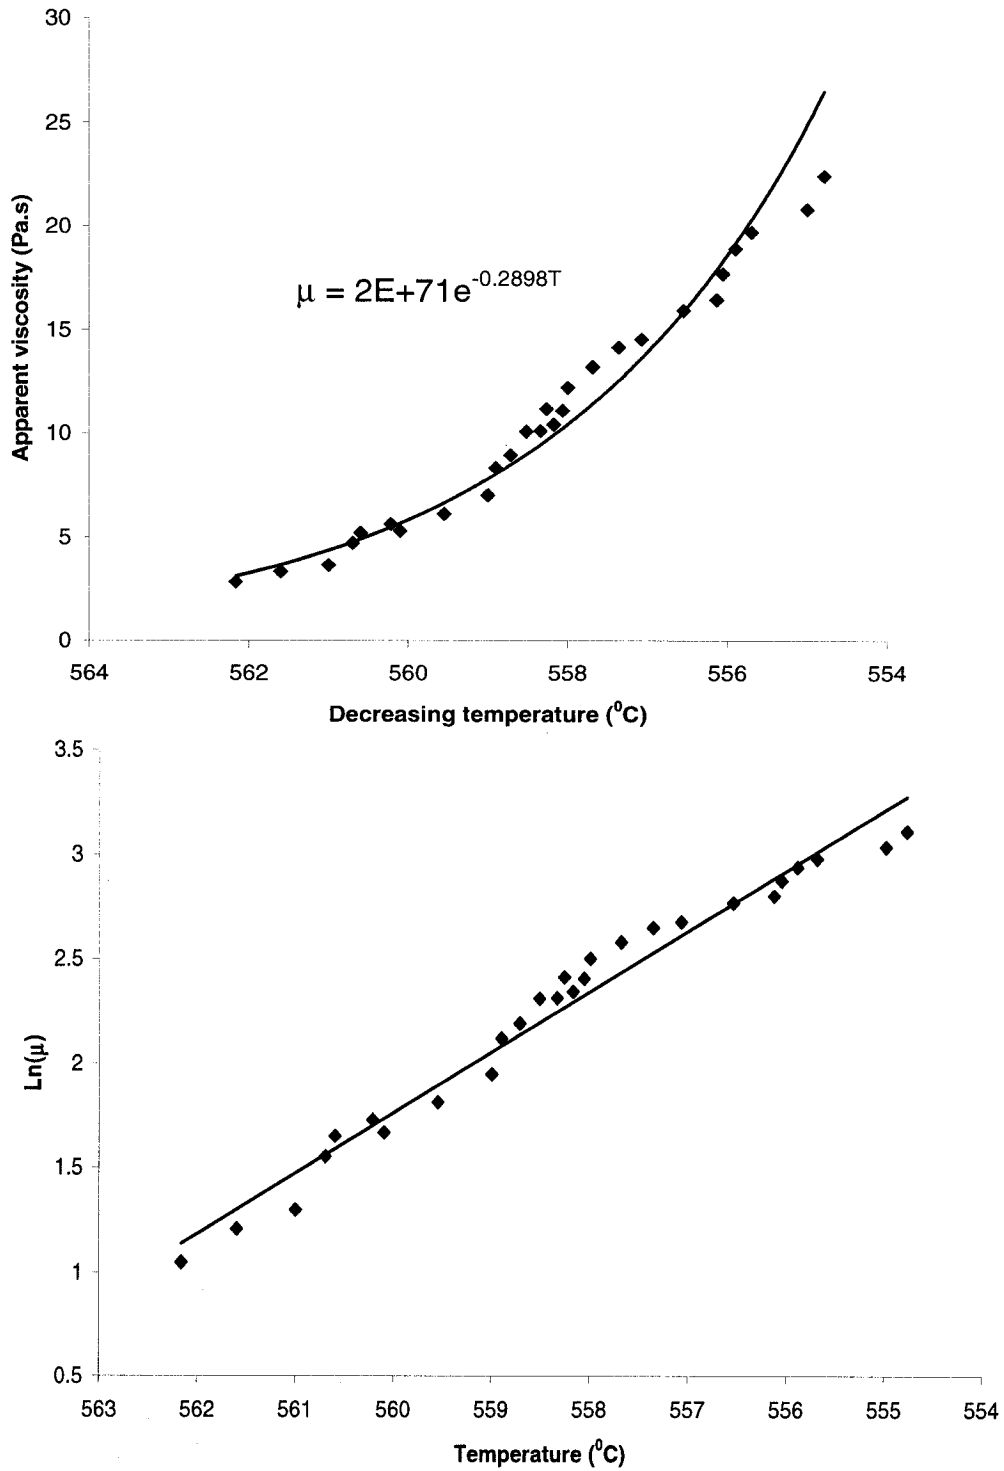 30
25
20
15
10
5
0
Apparent viscosity (Pa.s)
μ = 2E+71e^-0.2898T
564 562 560 558 556 554
Decreasing temperature (⁰C)
3.5
3
2.5
2
1.5
1
0.5
Ln(μ)
563 562 561 560 559 558 557 556 555 554
Temperature (⁰C)